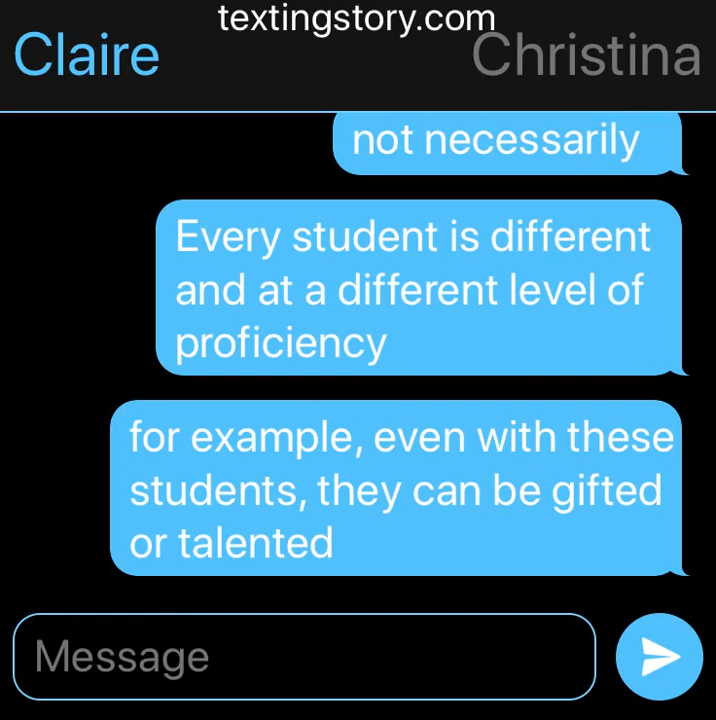 textingstory.com
Claire
Christina
not necessarily
Every student is different
and at a different level of
proficiency
for example, even with these
students, they can be gifted
or talented
Message